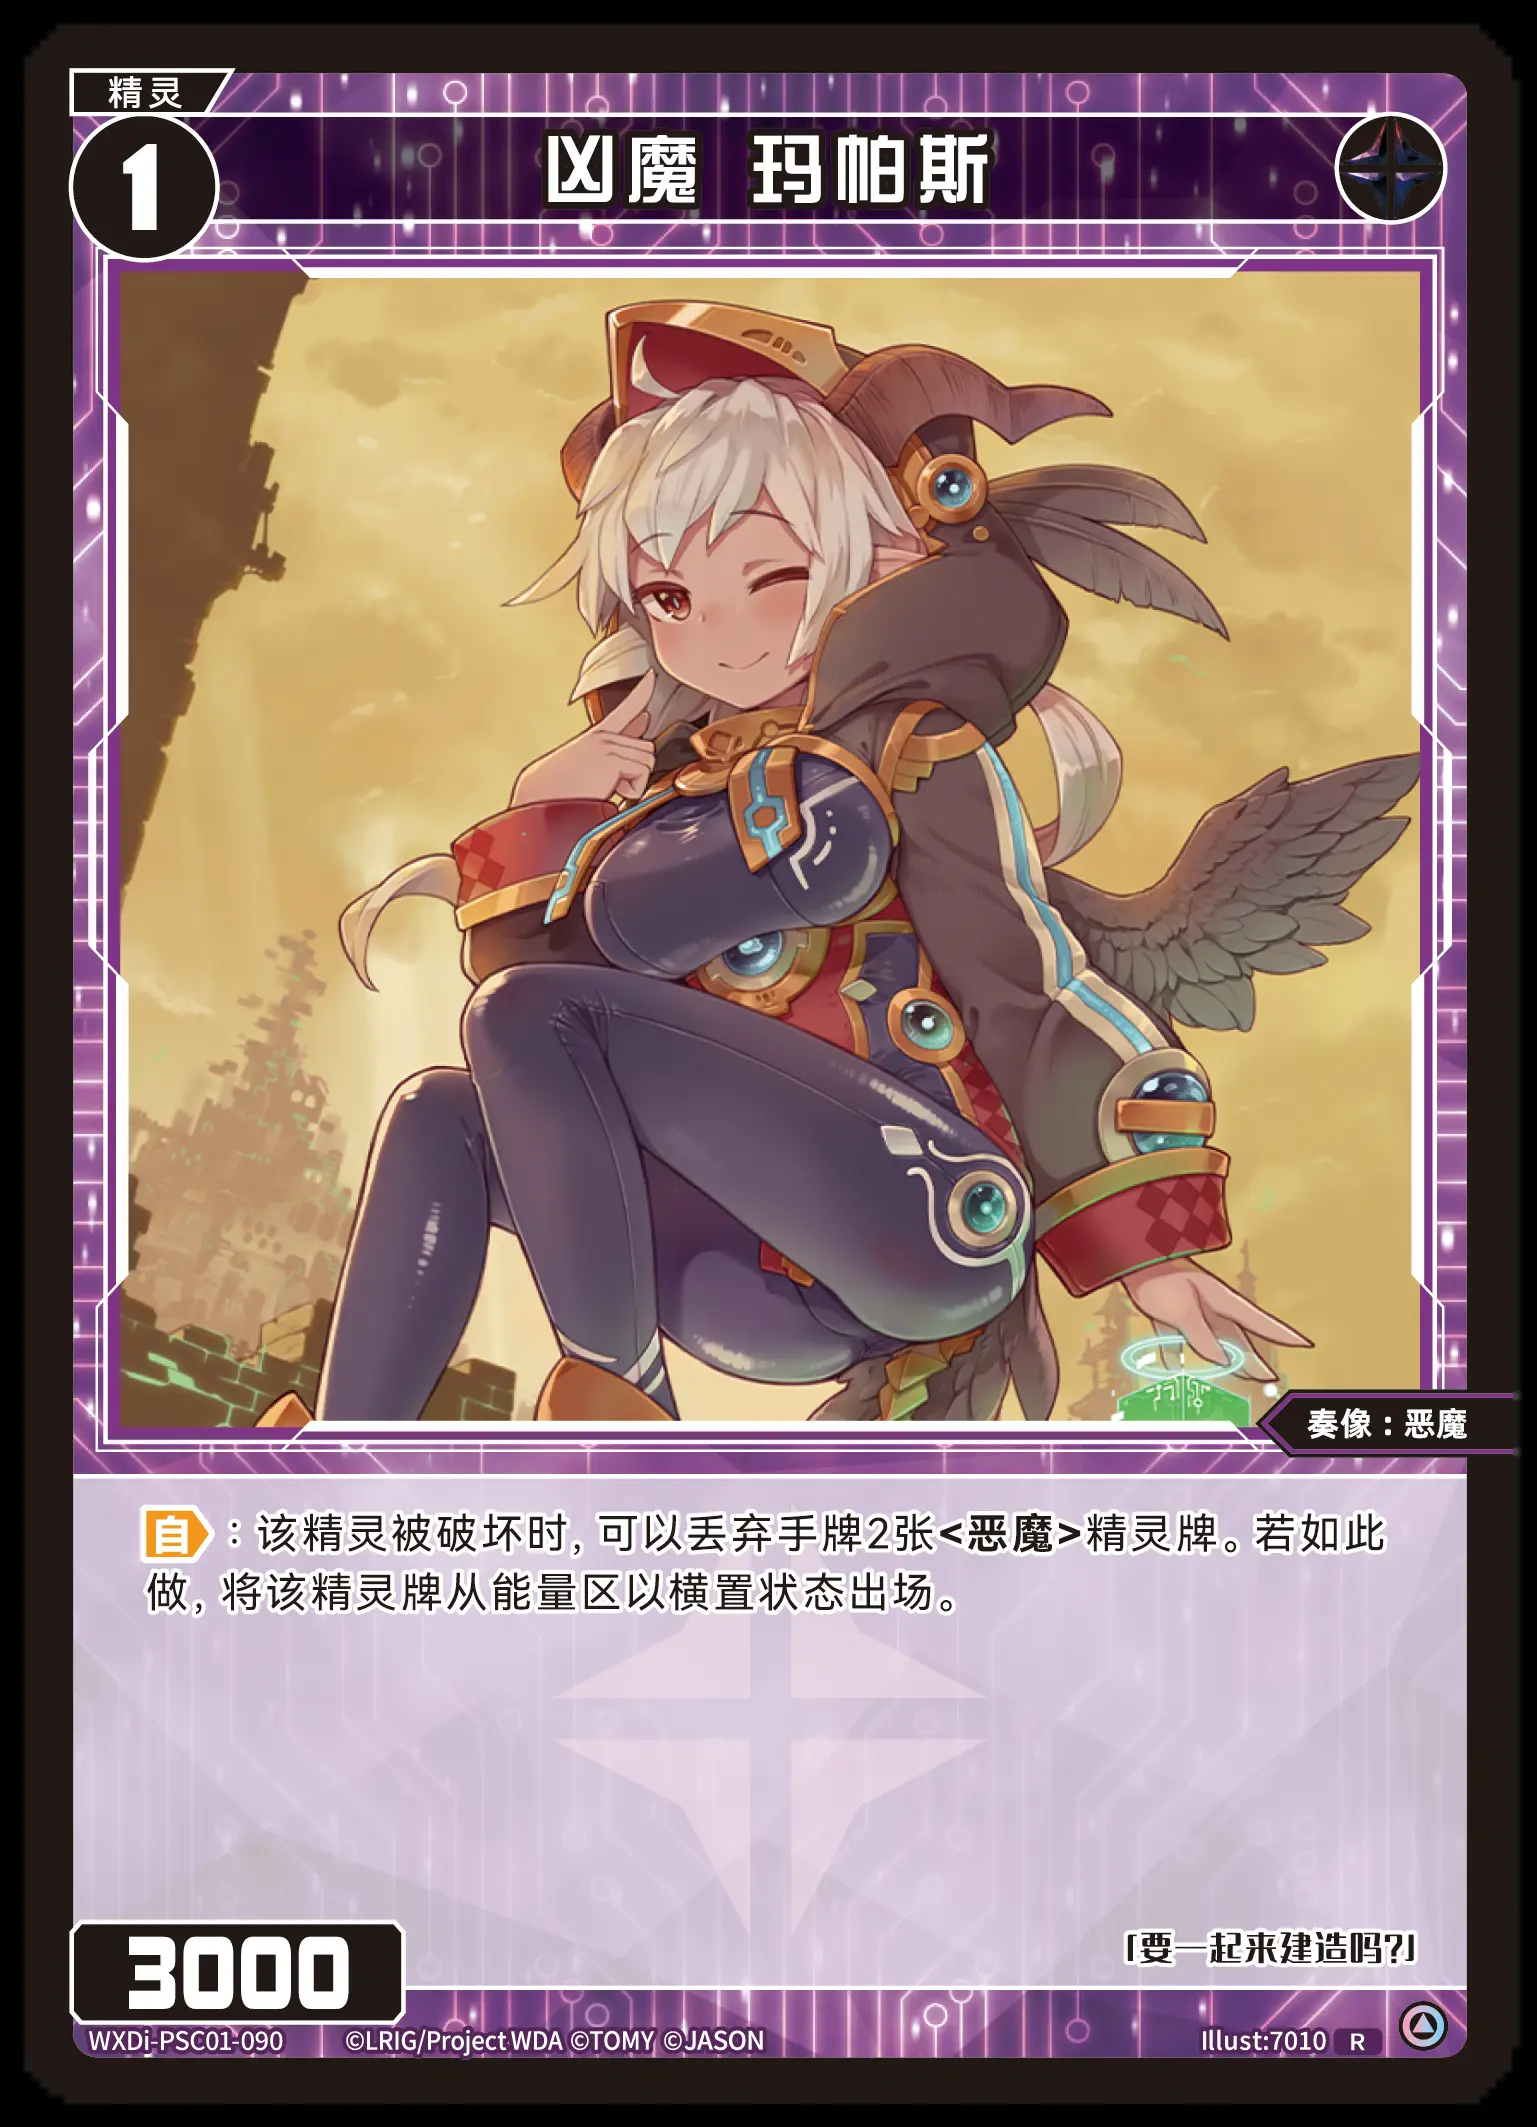 精灵
1
凶魔 玛帕斯
奏像：恶魔
自：该精灵被破坏时，可以丢弃手牌2张<恶魔>精灵牌。若如此
做，将该精灵牌从能量区以横置状态出场。
「要一起来建造吗？」
3000
WXDi-PSC01-090 ©LRIG/Project WDA ©TOMY ©JASON Illust:7010 R